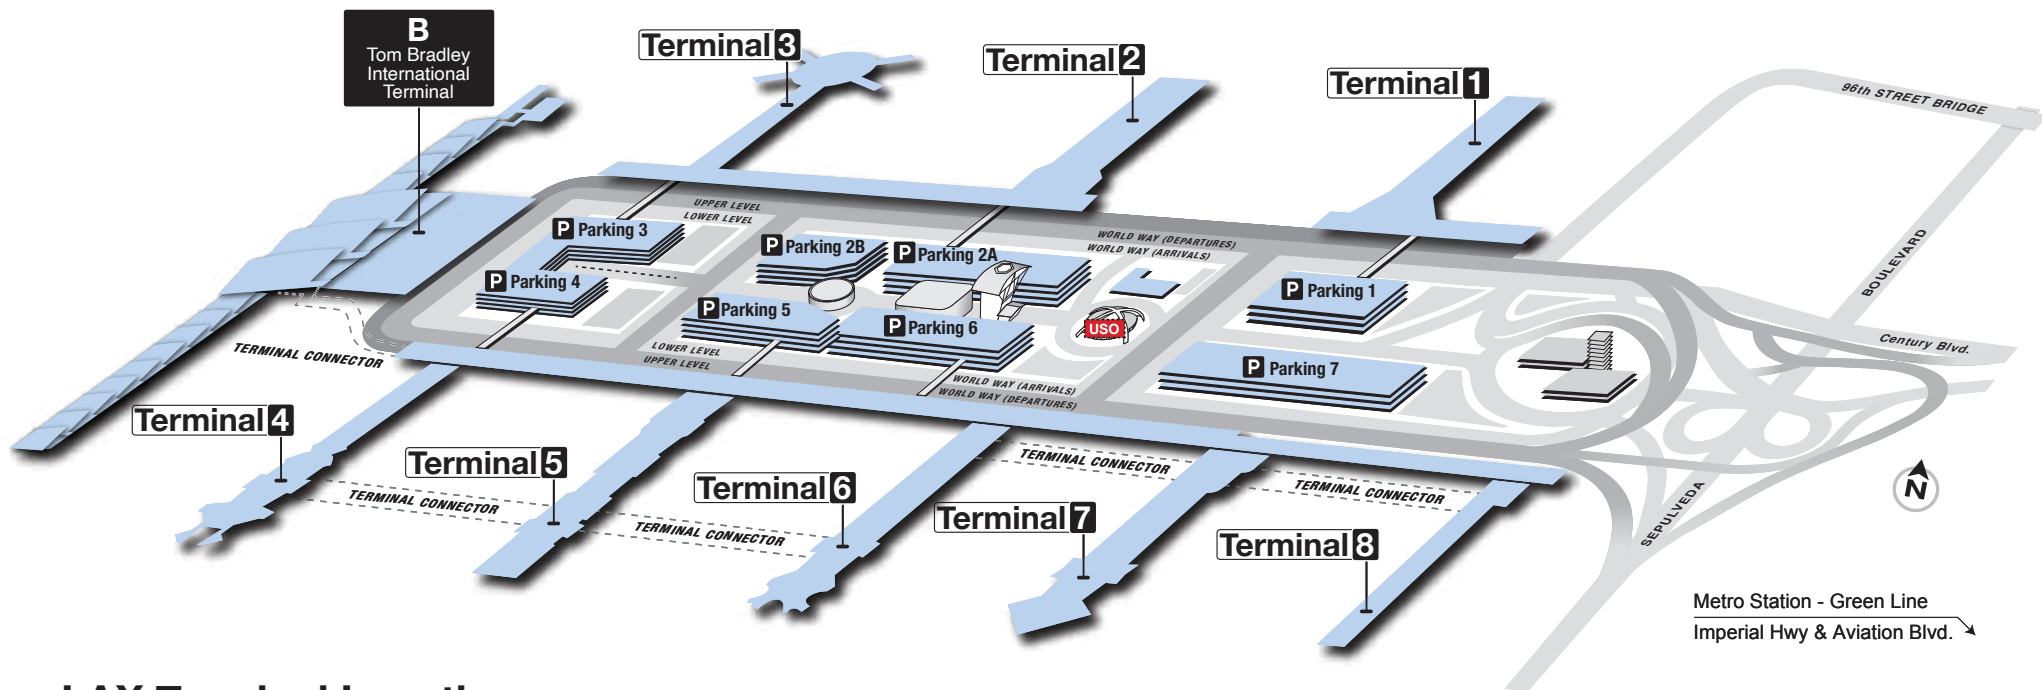 B
Tom Bradley
International
Terminal
Terminal 3
Terminal 2
Terminal 1
96th STREET BRIDGE
UPPER LEVEL
LOWER LEVEL
WORLD WAY (DEPARTURES)
WORLD WAY (ARRIVALS)
BOULEVARD
P Parking 3
P Parking 2B
P Parking 2A
P Parking 4
P Parking 1
P Parking 5
P Parking 6
USO
Century Blvd.
TERMINAL CONNECTOR
LOWER LEVEL
UPPER LEVEL
P Parking 7
WORLD WAY (ARRIVALS)
WORLD WAY (DEPARTURES)
Terminal 4
Terminal 5
Terminal 6
Terminal 7
Terminal 8
TERMINAL CONNECTOR
TERMINAL CONNECTOR
TERMINAL CONNECTOR
TERMINAL CONNECTOR
SEPULVEDA
N
Metro Station - Green Line
Imperial Hwy & Aviation Blvd.